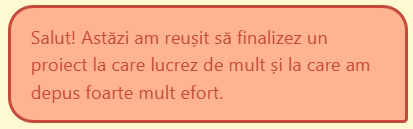 Salut! Astăzi am reușit să finalizez un
proiect la care lucrez de mult și la care am
depus foarte mult efort.